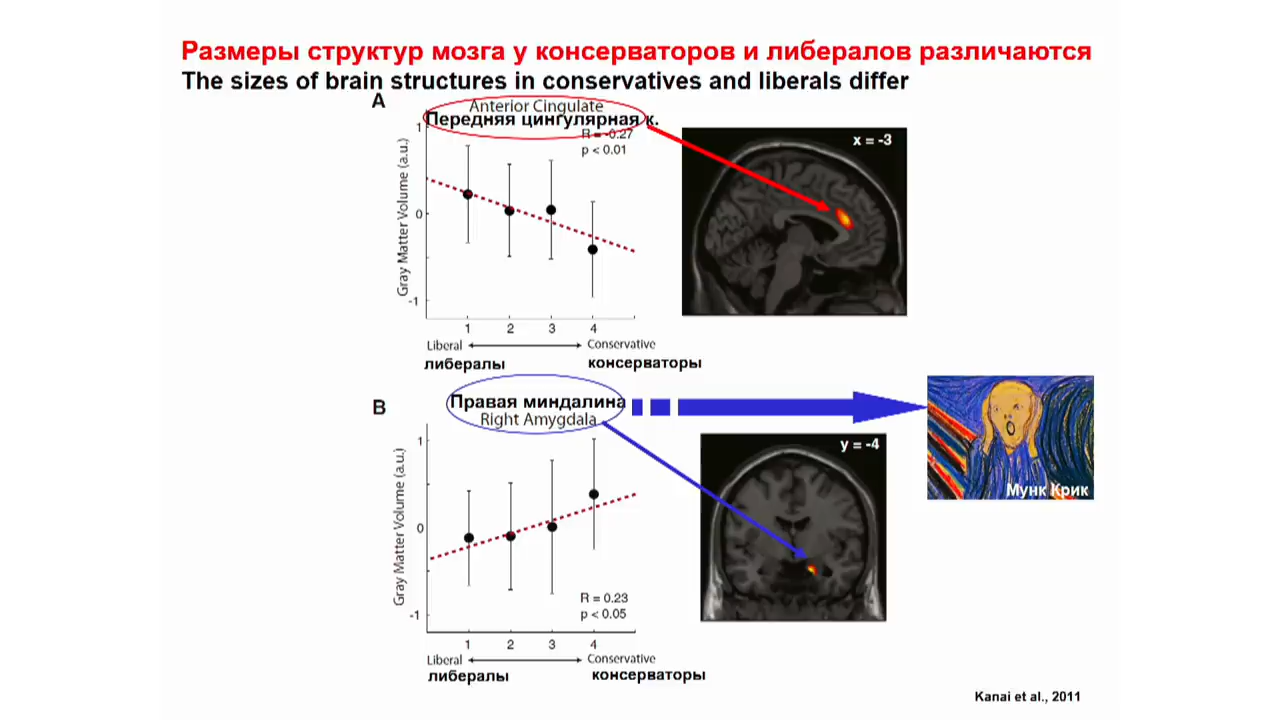 Размеры структур мозга у консерваторов и либералов различаются
The sizes of brain structures in conservatives and liberals differ
A
Anterior Cingulate
Передняя цингулярная к.
R = -0.27
p < 0.01
x = -3
Gray Matter Volume (a.u.)
1
0
-1
1 2 3 4
Liberal Conservative
либералы консерваторы
B
Правая миндалина
Right Amygdala
y = -4
Мунк Крик
Gray Matter Volume (a.u.)
1
0
-1
R = 0.23
p < 0.05
1 2 3 4
Liberal Conservative
либералы консерваторы
Kanai et al., 2011